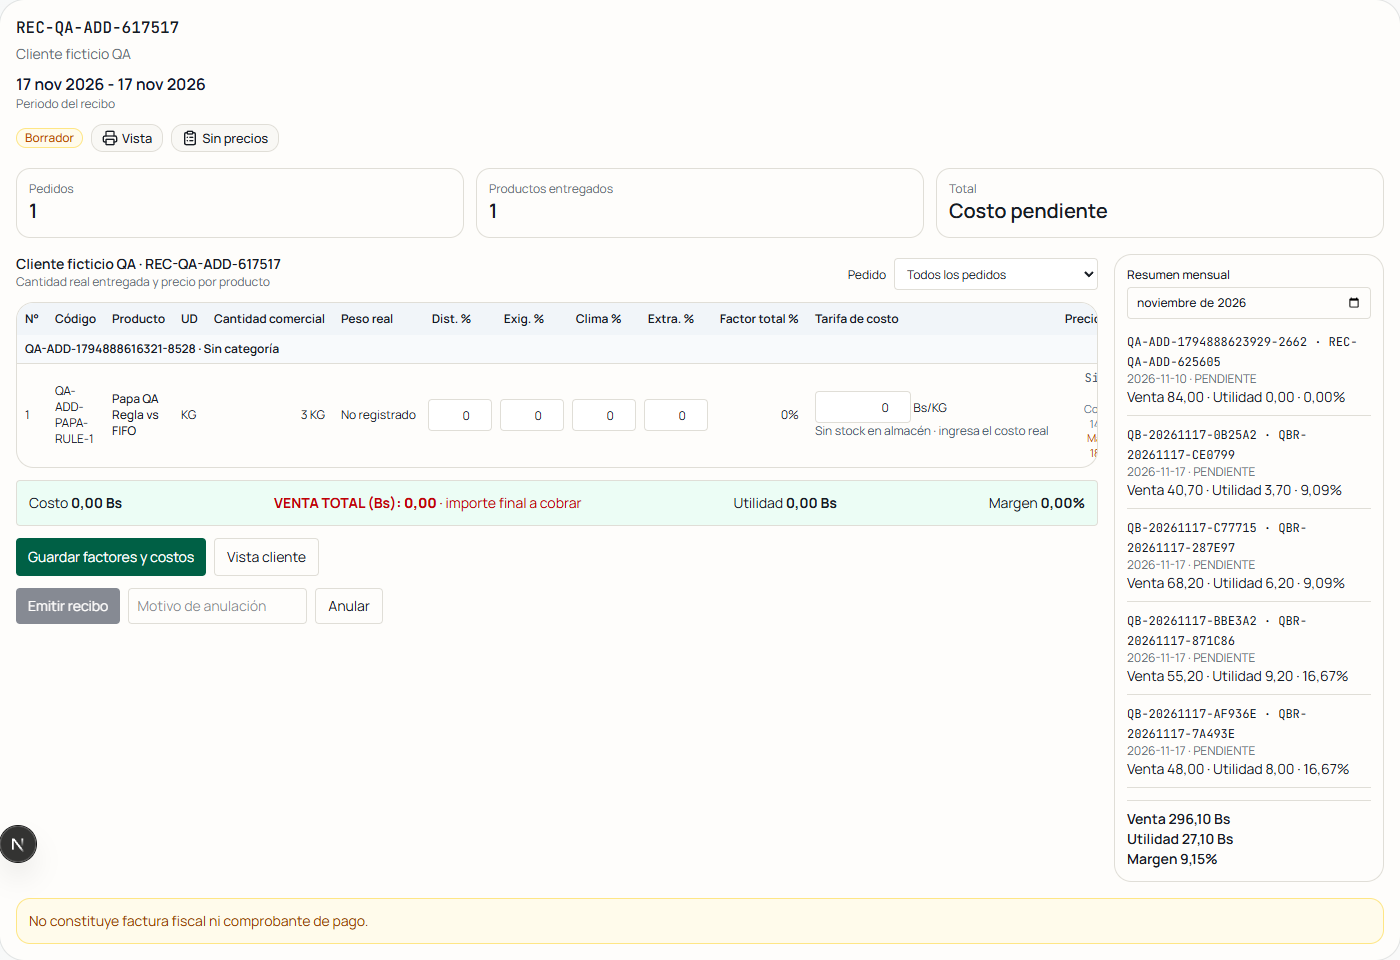 REC-QA-ADD-617517
Cliente ficticio QA
17 nov 2026 - 17 nov 2026
Periodo del recibo
Borrador
Vista
Sin precios
Pedidos
1
Productos entregados
1
Total
Costo pendiente
Cliente ficticio QA · REC-QA-ADD-617517
Cantidad real entregada y precio por producto
Pedido
Todos los pedidos
N° Código Producto UD Cantidad comercial Peso real Dist. % Exig. % Clima % Extra. % Factor total % Tarifa de costo
QA-ADD-1794888616321-8528 · Sin categoría
1
QA-
ADD-
PAPA-
RULE-1
Papa QA
Regla vs
FIFO
KG
3 KG
No registrado
0
0
0
0
0%
0 Bs/KG
Sin stock en almacén · ingresa el costo real
Costo 0,00 Bs
VENTA TOTAL (Bs): 0,00 · importe final a cobrar
Utilidad 0,00 Bs
Margen 0,00%
Guardar factores y costos
Vista cliente
Emitir recibo
Motivo de anulación
Anular
Resumen mensual
noviembre de 2026
QA-ADD-1794888623929-2662 · REC-
QA-ADD-625605
2026-11-10 · PENDIENTE
Venta 84,00 · Utilidad 0,00 · 0,00%
QB-20261117-0B25A2 · QBR-
20261117-CE0799
2026-11-17 · PENDIENTE
Venta 40,70 · Utilidad 3,70 · 9,09%
QB-20261117-C77715 · QBR-
20261117-287E97
2026-11-17 · PENDIENTE
Venta 68,20 · Utilidad 6,20 · 9,09%
QB-20261117-BBE3A2 · QBR-
20261117-871C86
2026-11-17 · PENDIENTE
Venta 55,20 · Utilidad 9,20 · 16,67%
QB-20261117-AF936E · QBR-
20261117-7A493E
2026-11-17 · PENDIENTE
Venta 48,00 · Utilidad 8,00 · 16,67%
Venta 296,10 Bs
Utilidad 27,10 Bs
Margen 9,15%
N
No constituye factura fiscal ni comprobante de pago.